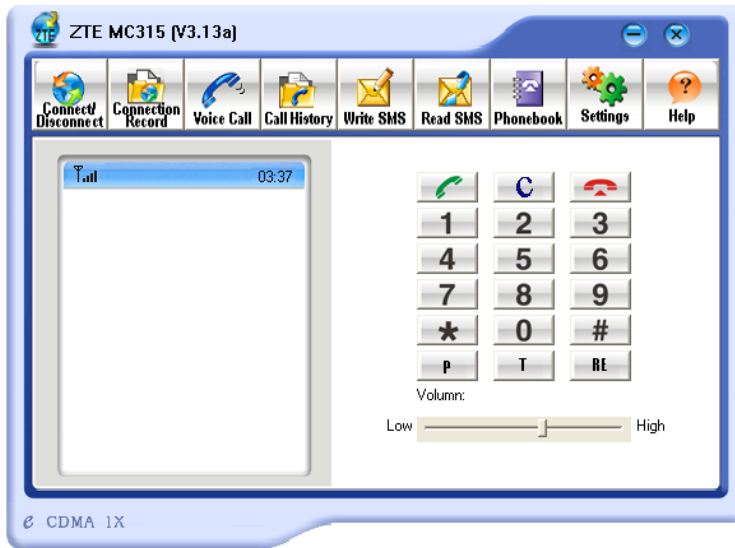 ZTE ZTE MC315 (V3.13a)
Connect/ Disconnect
Connection Record
Voice Call
Call History
Write SMS
Read SMS
Phonebook
Settings
? Help
03:37
C
1 2 3
4 5 6
7 8 9
* 0 #
P T RE
Volumn:
Low High
e CDMA 1X